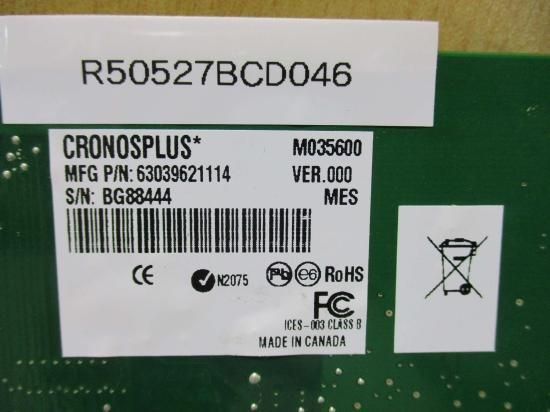 R50527BCD046
CRONOSPLUS* M035600
MFG P/N: 63039621114 VER.000
S/N: BG88444 MES
CE N2075 Pb e6 RoHS
FC
ICES-003 CLASS B
MADE IN CANADA